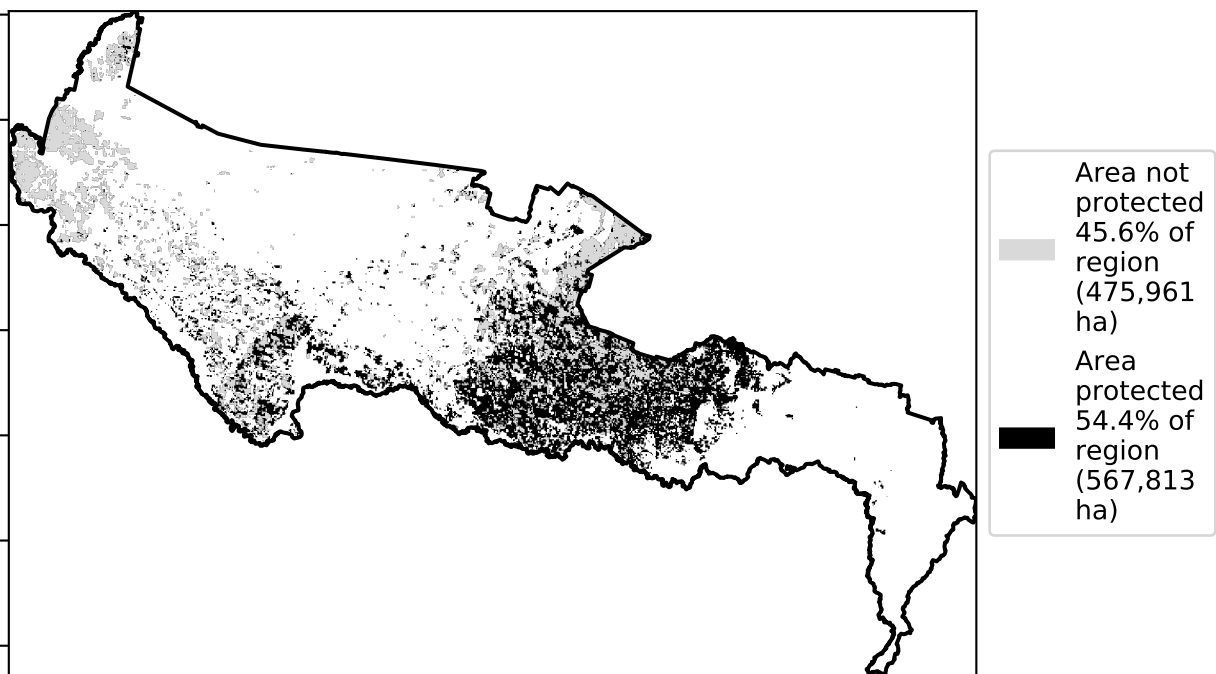 Area not
protected
45.6% of
region
(475,961
ha)
Area
protected
54.4% of
region
(567,813
ha)